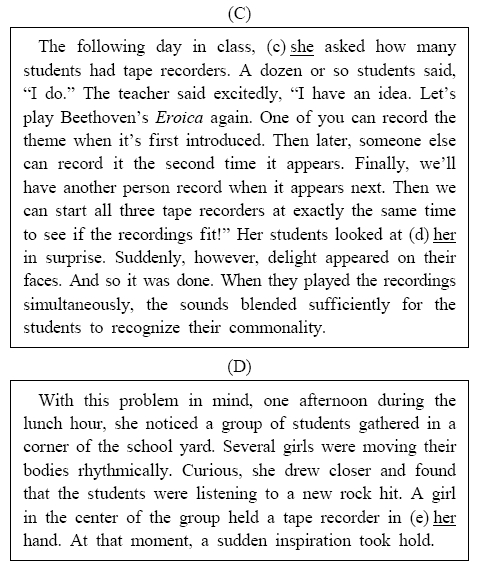 (C)
The following day in class, (c) she asked how many
students had tape recorders. A dozen or so students said,
“I do.” The teacher said excitedly, “I have an idea. Let’s
play Beethoven’s Eroica again. One of you can record the
theme when it’s first introduced. Then later, someone else
can record it the second time it appears. Finally, we’ll
have another person record when it appears next. Then we
can start all three tape recorders at exactly the same time
to see if the recordings fit!” Her students looked at (d) her
in surprise. Suddenly, however, delight appeared on their
faces. And so it was done. When they played the recordings
simultaneously, the sounds blended sufficiently for the
students to recognize their commonality.
(D)
With this problem in mind, one afternoon during the
lunch hour, she noticed a group of students gathered in a
corner of the school yard. Several girls were moving their
bodies rhythmically. Curious, she drew closer and found
that the students were listening to a new rock hit. A girl
in the center of the group held a tape recorder in (e) her
hand. At that moment, a sudden inspiration took hold.